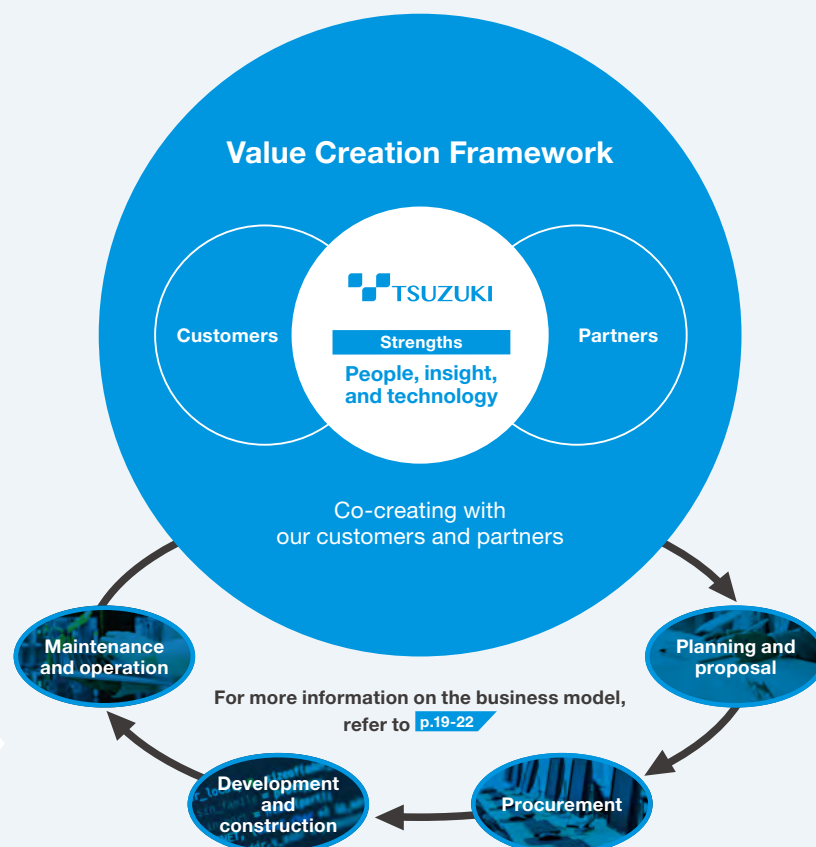 Value Creation Framework
TSUZUKI
Customers
Strengths
Partners
People, insight,
and technology
Co-creating with
our customers and partners
Maintenance
and operation
Planning and
proposal
For more information on the business model,
refer to p.19-22
Development
and
construction
Procurement